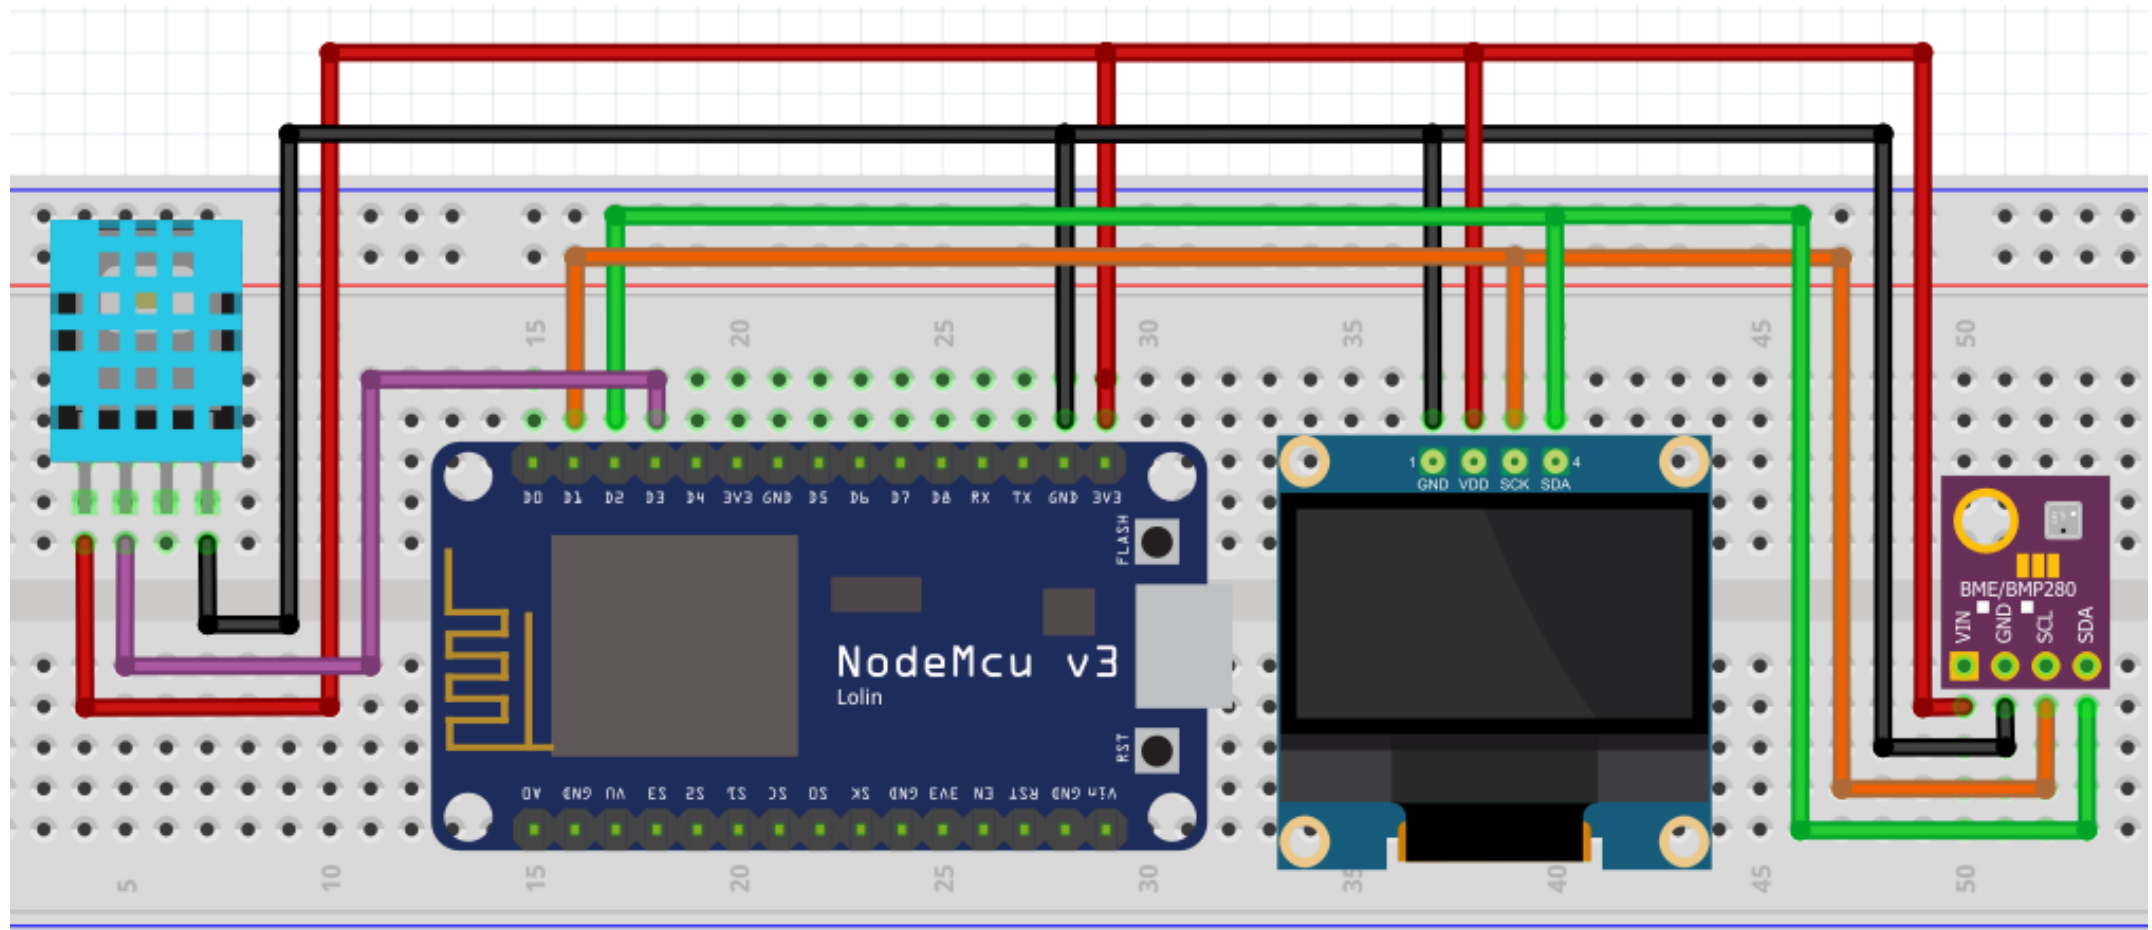 15 20 25 30 35 45 50
D0 D1 D2 D3 D4 3V3 GND D5 D6 D7 D8 RX TX GND 3V3
1 4
GND VDD SCK SDA
FLASH
BME/BMP280
VIN GND SCL SDA
NodeMcu v3
Lolin
RST
A0 GND VU S3 S2 S1 SC S0 SK GND 3V3 EN RST GND Vin
5 10 15 20 25 30 35 40 45 50